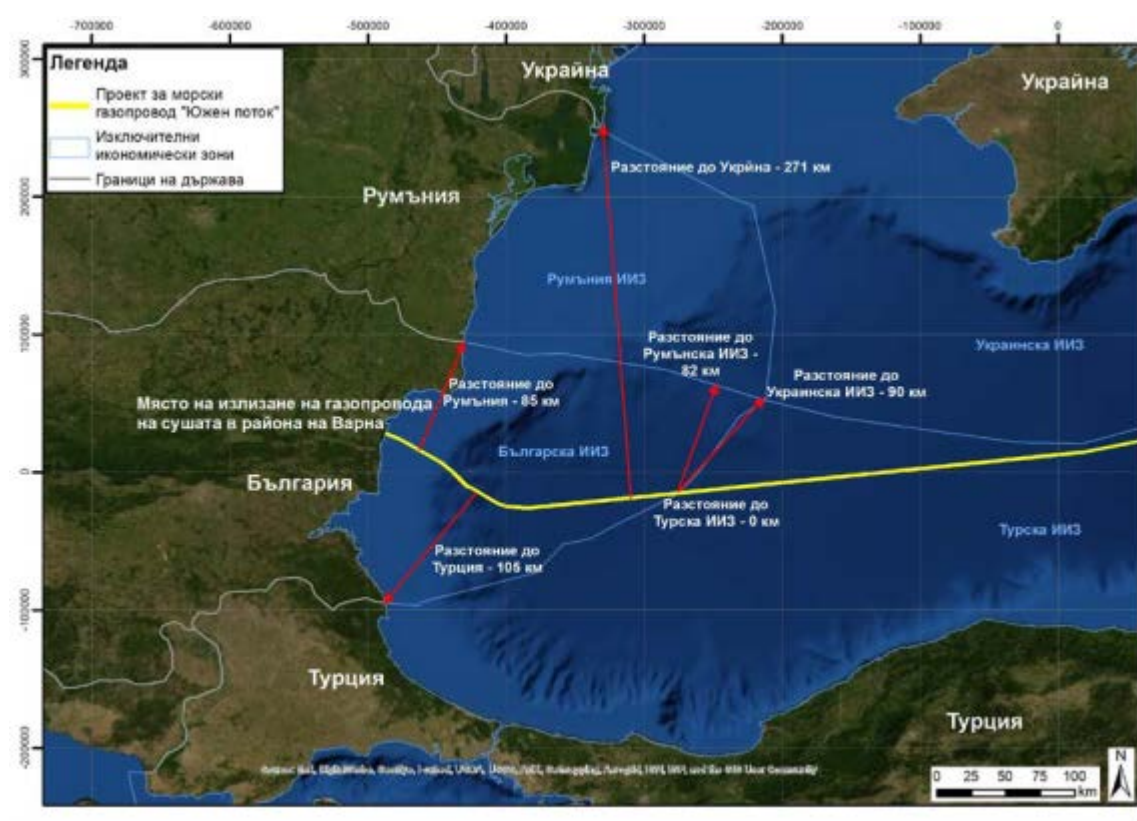 -700000
-600000
-500000
-400000
-300000
-200000
-100000
0
Легенда
Проект за морски
газопровод "Южен поток"
Изключителни
икономически зони
Граници на държава
300000
200000
100000
0
-100000
-200000
Украйна
Украйна
Разстояние до Укрйна - 271 км
Румъния
Румъния ИИЗ
Разстояние до
Румънска ИИЗ -
82 км
Украинска ИИЗ
Разстояние до
Украинска ИИЗ - 90 км
Разстояние до
Румъния - 85 км
Място на излизане на газопровода
на сушата в района на Варна
Българска ИИЗ
България
Разстояние до
Турска ИИЗ - 0 км
Турска ИИЗ
Разстояние до
Турция - 105 км
Турция
Турция
N
0 25 50 75 100
km